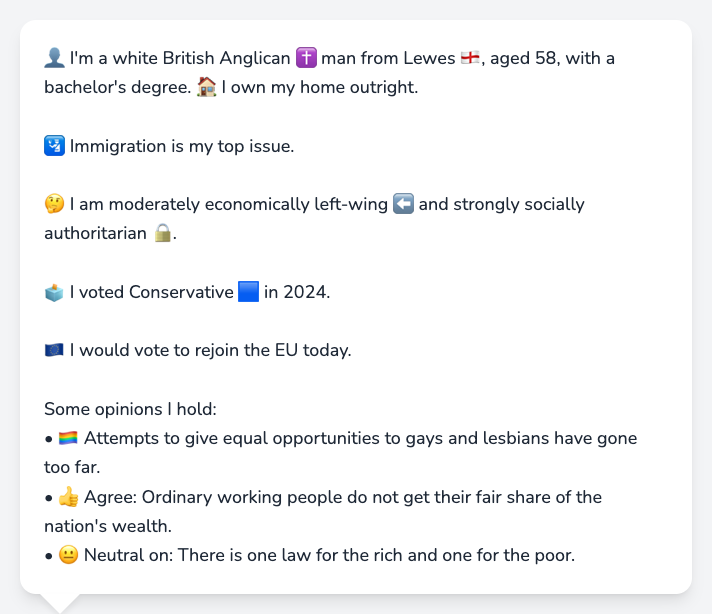 👤 I'm a white British Anglican ✝️ man from Lewes 🏴󠁧󠁢󠁥󠁮󠁧󠁿, aged 58, with a
bachelor's degree. 🏠 I own my home outright.
🛂 Immigration is my top issue.
🤔 I am moderately economically left-wing ⬅️ and strongly socially
authoritarian 🔒.
🗳️ I voted Conservative 🟦 in 2024.
🇪🇺 I would vote to rejoin the EU today.
Some opinions I hold:
• 🏳️‍🌈 Attempts to give equal opportunities to gays and lesbians have gone
too far.
• 👍 Agree: Ordinary working people do not get their fair share of the
nation's wealth.
• 😐 Neutral on: There is one law for the rich and one for the poor.